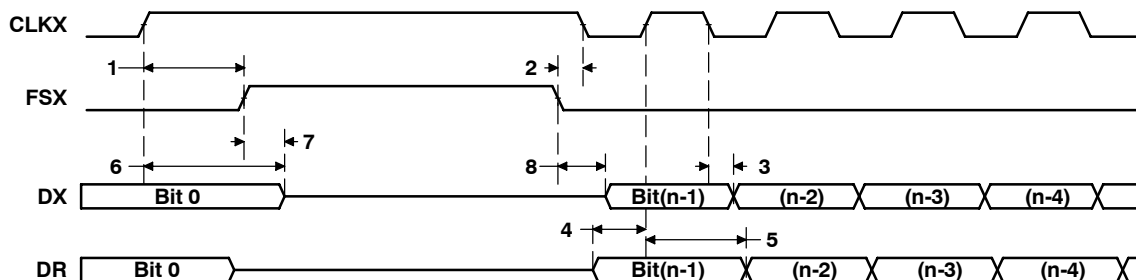 CLKX
1
2
FSX
7
6
8
3
DX
Bit 0
Bit(n-1)
(n-2)
(n-3)
(n-4)
4
5
DR
Bit 0
Bit(n-1)
(n-2)
(n-3)
(n-4)